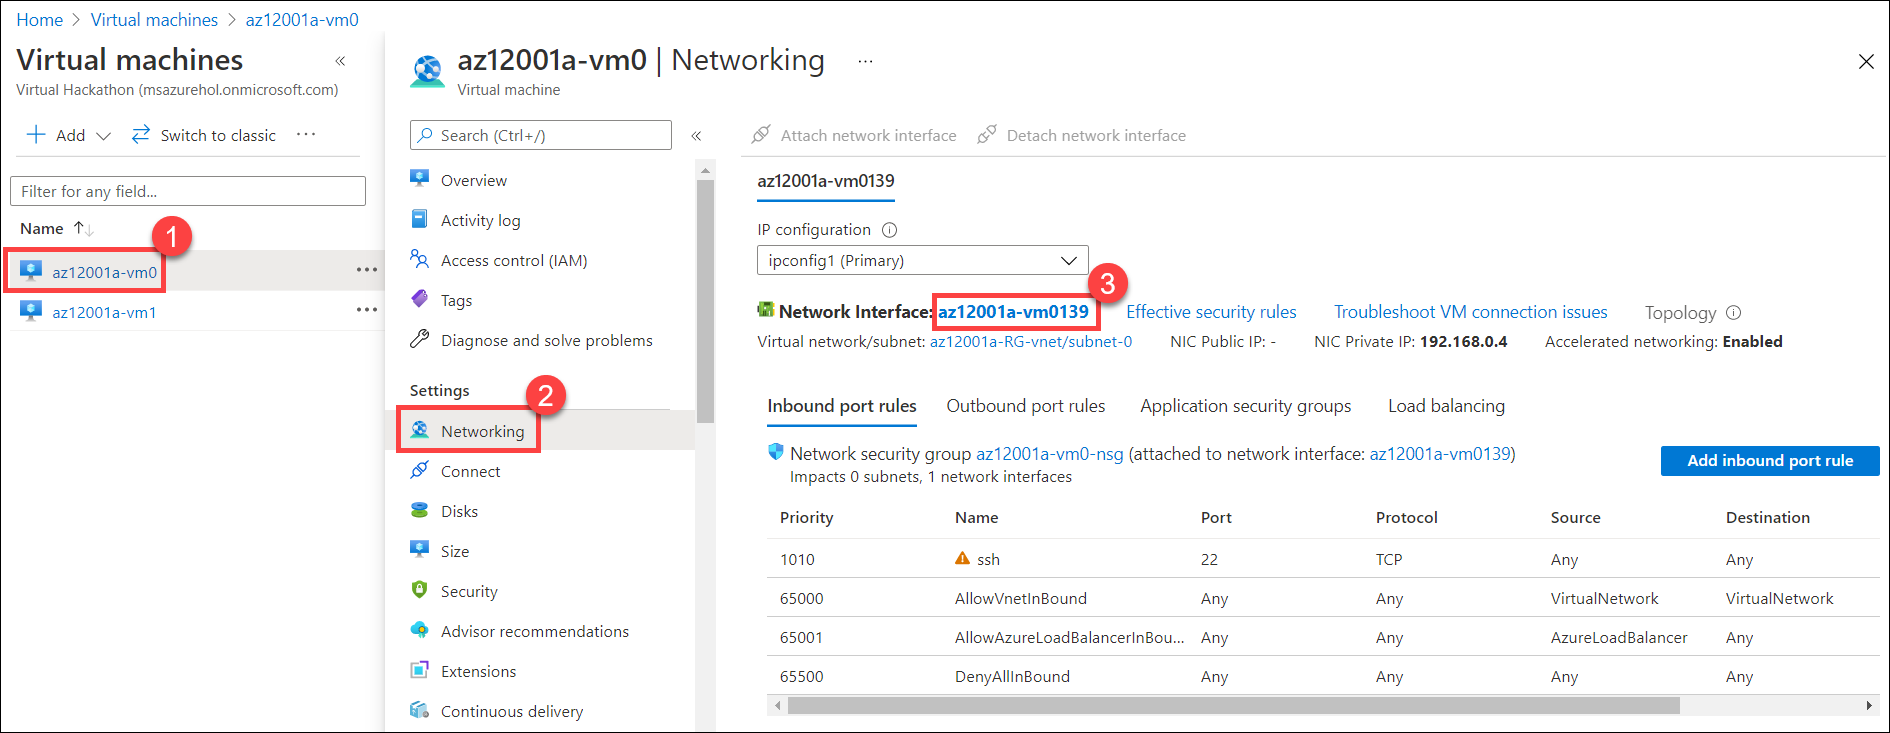 Home > Virtual machines > az12001a-vm0
Virtual machines «
Virtual Hackathon (msazurehol.onmicrosoft.com)
Add Switch to classic ···
Filter for any field...
Name ↑↓
1
az12001a-vm0 ···
az12001a-vm1 ···
az12001a-vm0 | Networking ...
Virtual machine
Search (Ctrl+/) «
Overview
Activity log
Access control (IAM)
Tags
Diagnose and solve problems
Settings
2
Networking
Connect
Disks
Size
Security
Advisor recommendations
Extensions
Continuous delivery
Attach network interface Detach network interface
az12001a-vm0139
IP configuration
ipconfig1 (Primary)
3
Network Interface: az12001a-vm0139 Effective security rules Troubleshoot VM connection issues Topology
Virtual network/subnet: az12001a-RG-vnet/subnet-0 NIC Public IP: - NIC Private IP: 192.168.0.4 Accelerated networking: Enabled
Inbound port rules Outbound port rules Application security groups Load balancing
Network security group az12001a-vm0-nsg (attached to network interface: az12001a-vm0139)
Impacts 0 subnets, 1 network interfaces
Add inbound port rule
Priority Name Port Protocol Source Destination
1010 ssh 22 TCP Any Any
65000 AllowVnetInBound Any Any VirtualNetwork VirtualNetwork
65001 AllowAzureLoadBalancerInBou... Any Any AzureLoadBalancer Any
65500 DenyAllInBound Any Any Any Any